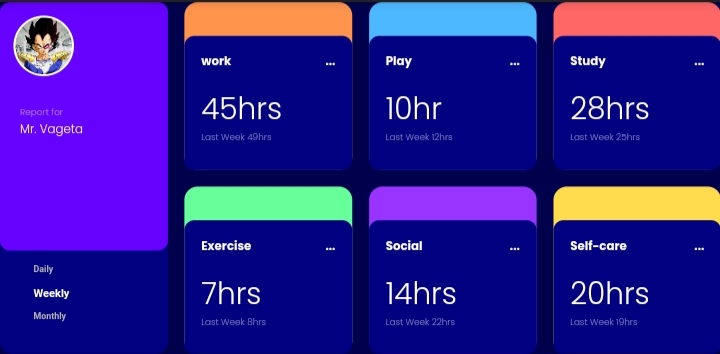 Report for
Mr. Vageta
Daily
Weekly
Monthly
work ...
45hrs
Last Week 49hrs
Play ...
10hr
Last Week 12hrs
Study ...
28hrs
Last Week 25hrs
Exercise ...
7hrs
Last Week 8hrs
Social ...
14hrs
Last Week 22hrs
Self-care ...
20hrs
Last Week 19hrs